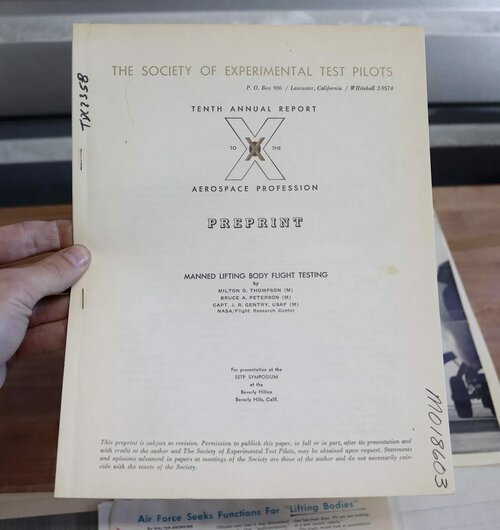 THE SOCIETY OF EXPERIMENTAL TEST PILOTS
P. O. Box 986 / Lancaster, California / WHitehall 2-9574
TX2358
TENTH ANNUAL REPORT
X
TO THE
AEROSPACE PROFESSION
PREPRINT
MANNED LIFTING BODY FLIGHT TESTING
by
MILTON O. THOMPSON (M)
BRUCE A. PETERSON (M)
CAPT. J. R. GENTRY, USAF (M)
NASA/Flight Research Center
For presentation at the
SETP SYMPOSIUM
at the
Beverly Hilton
Beverly Hills, Calif.
M018603
This preprint is subject to revision. Permission to publish this paper, in full or in part, after its presentation and
with credit to the author and The Society of Experimental Test Pilots, may be obtained upon request. Statements
and opinions advanced in papers at meetings of the Society are those of the author and do not necessarily coin-
cide with the tenets of the Society.
Air Force Seeks Functions For "Lifting Bodies"